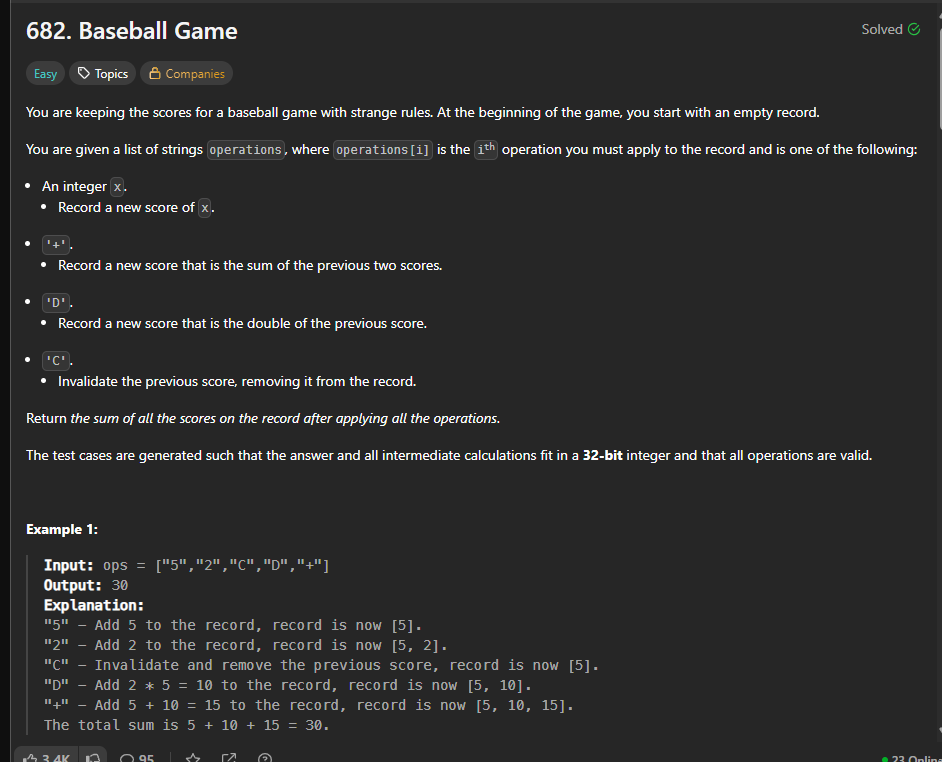 682. Baseball Game
Solved
Easy
Topics
Companies
You are keeping the scores for a baseball game with strange rules. At the beginning of the game, you start with an empty record.
You are given a list of strings operations, where operations[i] is the ith operation you must apply to the record and is one of the following:
• An integer x.
• Record a new score of x.
• '+'.
• Record a new score that is the sum of the previous two scores.
• 'D'.
• Record a new score that is the double of the previous score.
• 'C'.
• Invalidate the previous score, removing it from the record.
Return the sum of all the scores on the record after applying all the operations.
The test cases are generated such that the answer and all intermediate calculations fit in a 32-bit integer and that all operations are valid.
Example 1:
Input: ops = ["5","2","C","D","+"]
Output: 30
Explanation:
"5" - Add 5 to the record, record is now [5].
"2" - Add 2 to the record, record is now [5, 2].
"C" - Invalidate and remove the previous score, record is now [5].
"D" - Add 2 * 5 = 10 to the record, record is now [5, 10].
"+" - Add 5 + 10 = 15 to the record, record is now [5, 10, 15].
The total sum is 5 + 10 + 15 = 30.
3.4K
95
23 Online